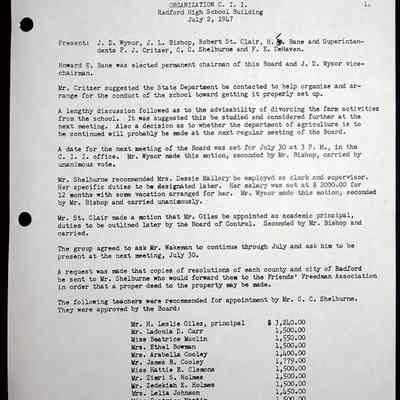 ORGANIZATION C. I. I.
1.
Radford High School Building
July 2, 1947
Present: J. D. Wysor, J. L. Bishop, Robert St. Clair, H. E. Bane and Superinten-
dents F. J. Critzer, C. C. Shelburne and F. E. DeHaven.
Howard E. Bane was elected permanent chairman of this Board and J. D. Wysor vice-
chairman.
Mr. Critzer suggested the State Department be contacted to help organize and ar-
range for the conduct of the school toward getting it properly set up.
A lengthy discussion followed as to the advisability of divorcing the farm activities
from the school. It was suggested this be studied and considered further at the
next meeting. Also a decision as to whether the department of agriculture is to
be continued will probably be made at the next regular meeting of the Board.
A date for the next meeting of the Board was set for July 30 at 3 P. M., in the
C. I. I. office. Mr. Wysor made this motion, seconded by Mr. Bishop, carried by
unanimous vote.
Mr. Shelburne recommended Mrs. Dessie Mallory be employed as clerk and supervisor.
Her specific duties to be designated later. Her salary was set at $ 2000.00 for
12 months with some vacation arranged for her. Mr. Wysor made this motion, seconded
by Mr. Bishop and carried unanimously.
Mr. St. Clair made a motion that Mr. Giles be appointed as academic principal,
duties to be outlined later by the Board of Control. Seconded by Mr. Bishop and
carried.
The group agreed to ask Mr. Wakeman to continue through July and ask him to be
present at the next meeting, July 30.
A request was made that copies of resolutions of each county and city of Radford
be sent to Mr. Shelburne who would forward them to the Friends' Freedman Association
in order that a proper deed to the property may be made.
The following teachers were recommended for appointment by Mr. C. C. Shelburne.
They were approved by the Board:
Mr. H. Leslie Giles, principal $ 3,240.00
Mr. Ladonia D. Carr 1,500.00
Miss Beatrice Moclin 1,550.00
Mrs. Ethel Bowman 1,500.00
Mrs. Arabella Cooley 1,400.00
Mr. James B. Cooley 1,779.00
Miss Hattie E. Clemons 1,500.00
Mr. Zimri S. Holmes 1,500.00
Mr. Zedekiah E. Holmes 1,500.00
Mrs. Lelia Johnson 1,450.00
1,500.00